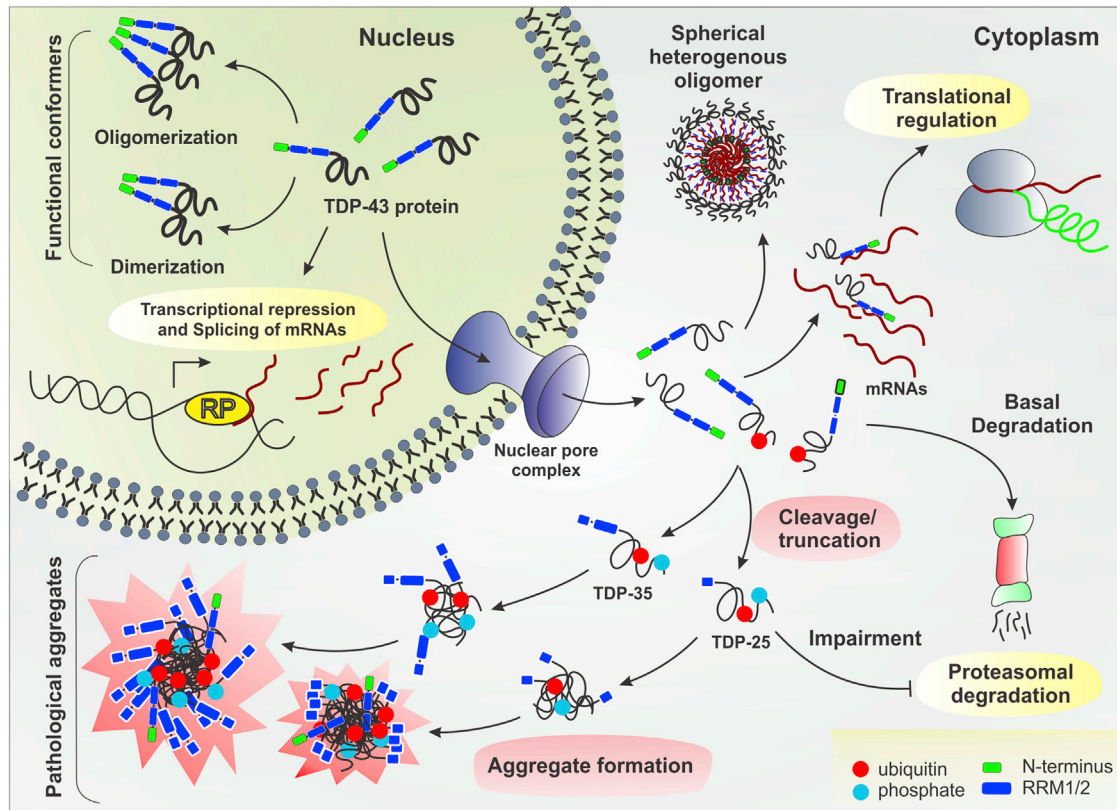 Functional conformers
Nucleus
Oligomerization
Dimerization
TDP-43 protein
Transcriptional repression
and Splicing of mRNAs
RP
Nuclear pore
complex
Spherical
heterogenous
oligomer
Cytoplasm
Translational
regulation
mRNAs
Basal
Degradation
Cleavage/
truncation
TDP-35
TDP-25
Impairment
Proteasomal
degradation
Pathological aggregates
Aggregate formation
ubiquitin
phosphate
N-terminus
RRM1/2